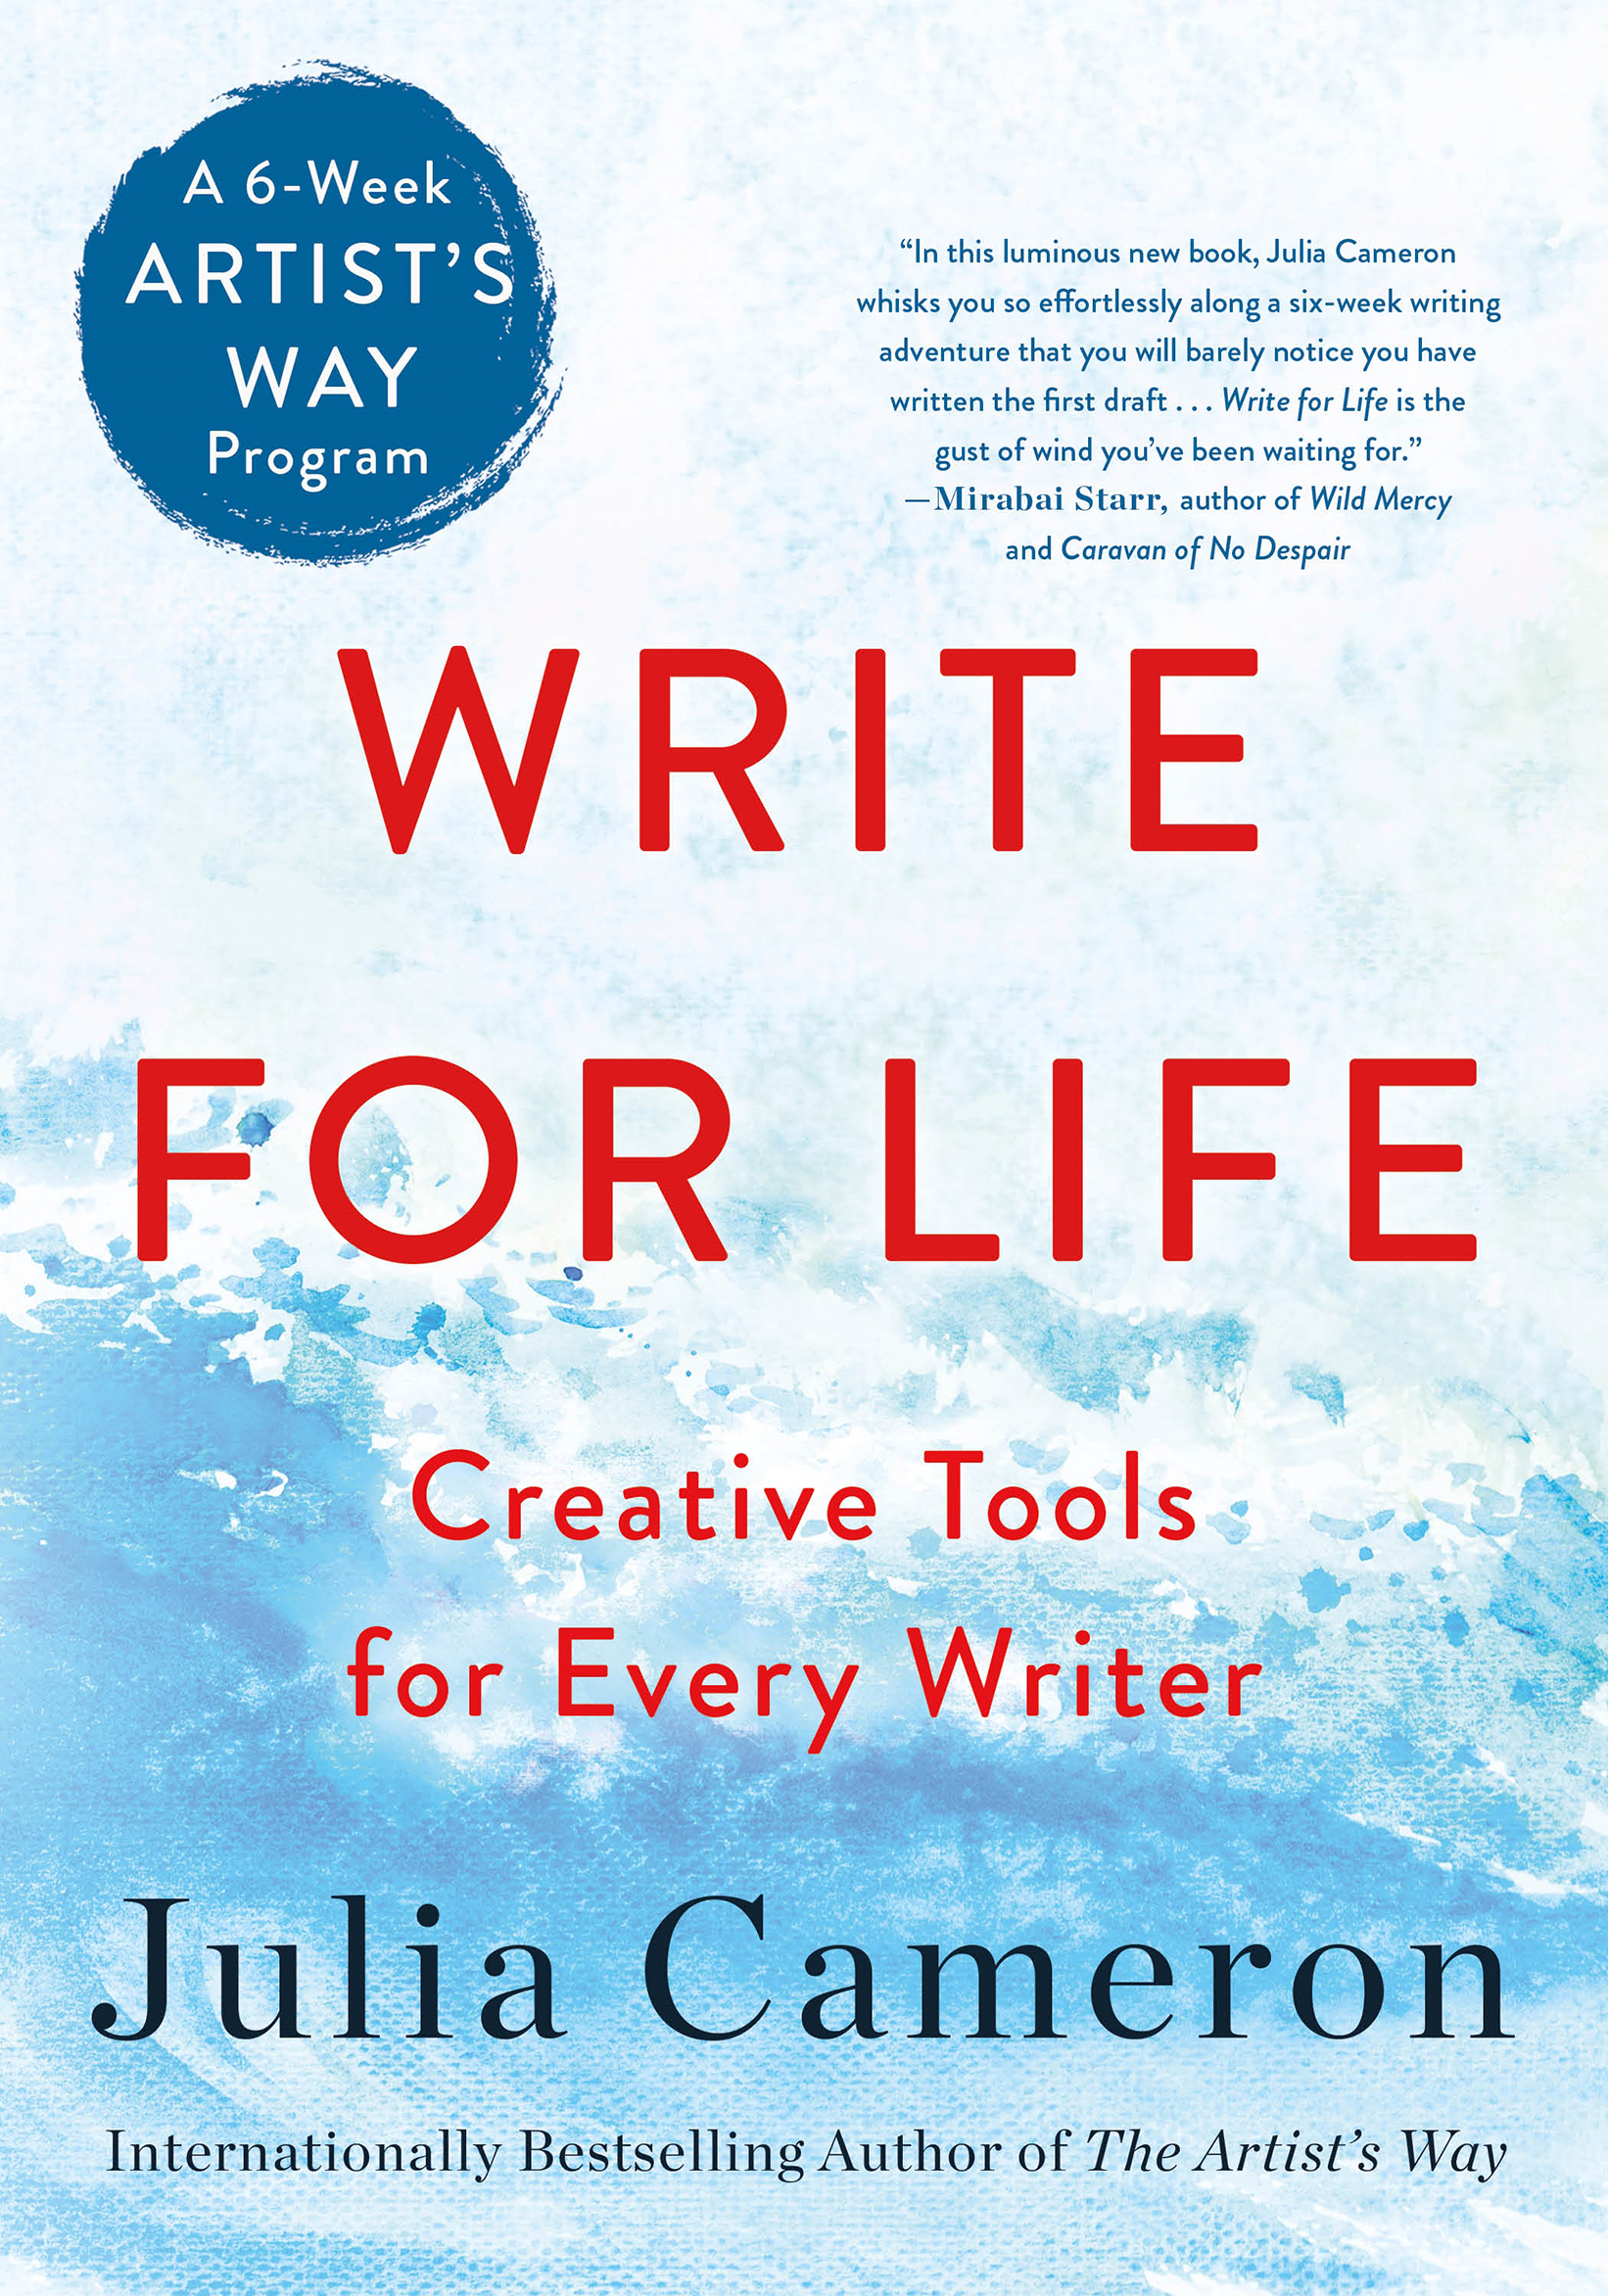 A 6-Week
ARTIST’S
WAY
Program
“In this luminous new book, Julia Cameron
whisks you so effortlessly along a six-week writing
adventure that you will barely notice you have
written the first draft . . . Write for Life is the
gust of wind you’ve been waiting for.”
—Mirabai Starr, author of Wild Mercy
and Caravan of No Despair
WRITE
FOR LIFE
Creative Tools
for Every Writer
Julia Cameron
Internationally Bestselling Author of The Artist’s Way